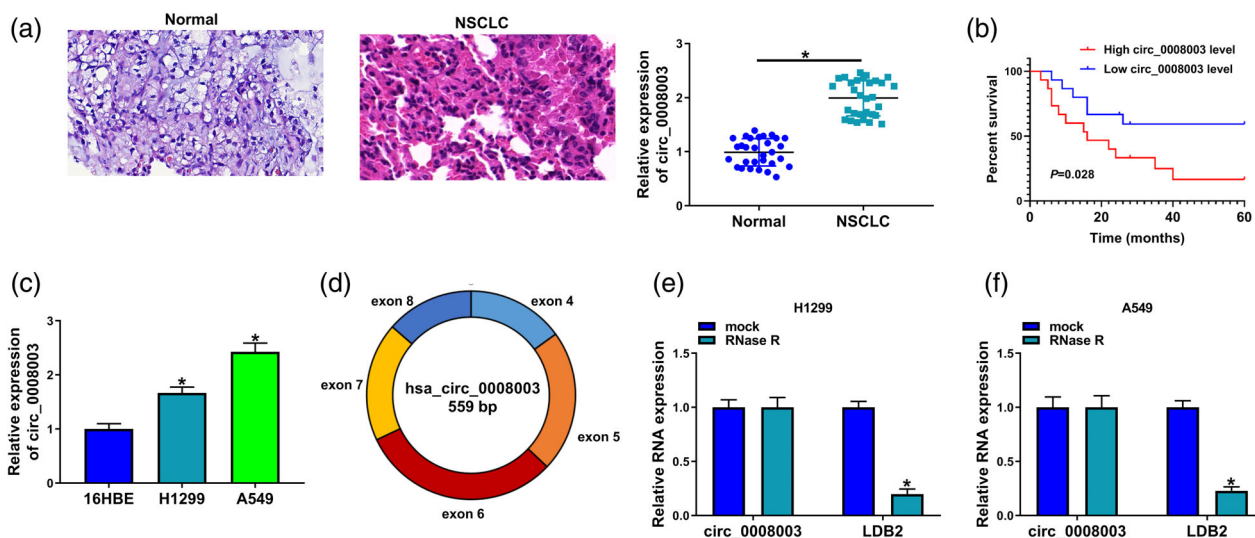 (a)
Normal
NSCLC
Relative expression
of circ_0008003
3
2
1
0
*
Normal
NSCLC
(b)
High circ_0008003 level
Low circ_0008003 level
Percent survival
100
50
0
P=0.028
0
20
40
60
Time (months)
(c)
Relative expression
of circ_0008003
3
2
1
0
*
*
16HBE
H1299
A549
(d)
exon 8
exon 4
exon 7
hsa_circ_0008003
559 bp
exon 5
exon 6
(e)
H1299
mock
RNase R
Relative RNA expression
1.5
1.0
0.5
0.0
*
circ_0008003
LDB2
(f)
A549
mock
RNase R
Relative RNA expression
1.5
1.0
0.5
0.0
*
circ_0008003
LDB2